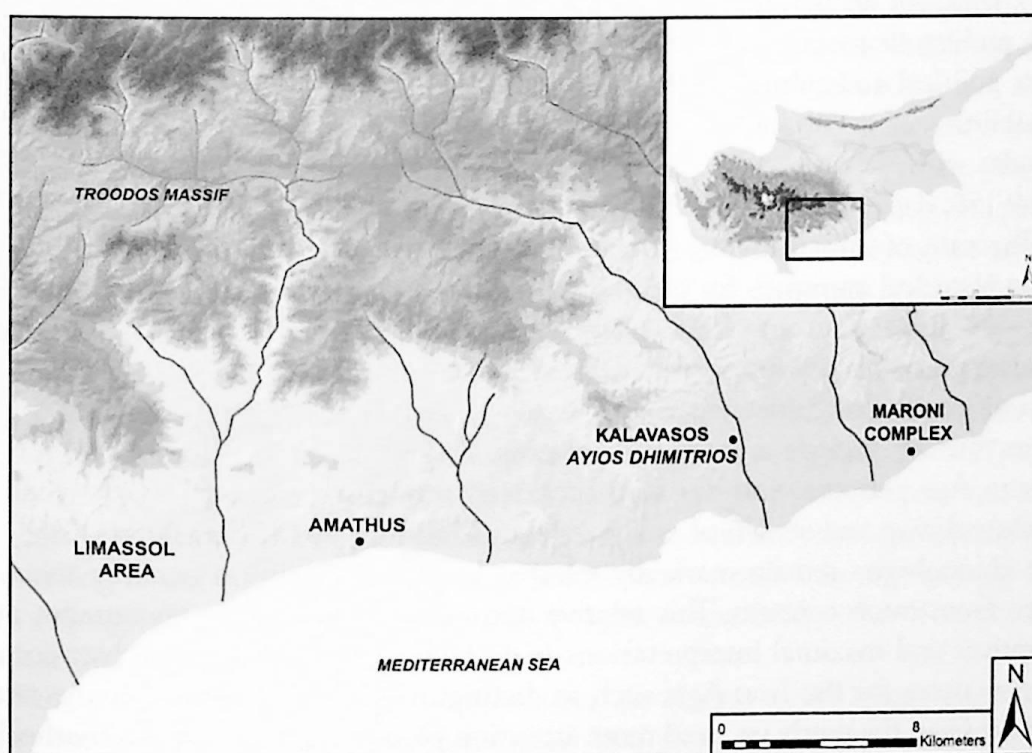 TROODOS MASSIF
N
KALAVASOS
AYIOS DHIMITRIOS
MARONI
COMPLEX
AMATHUS
LIMASSOL
AREA
MEDITERRANEAN SEA
N
0 8
Kilometers